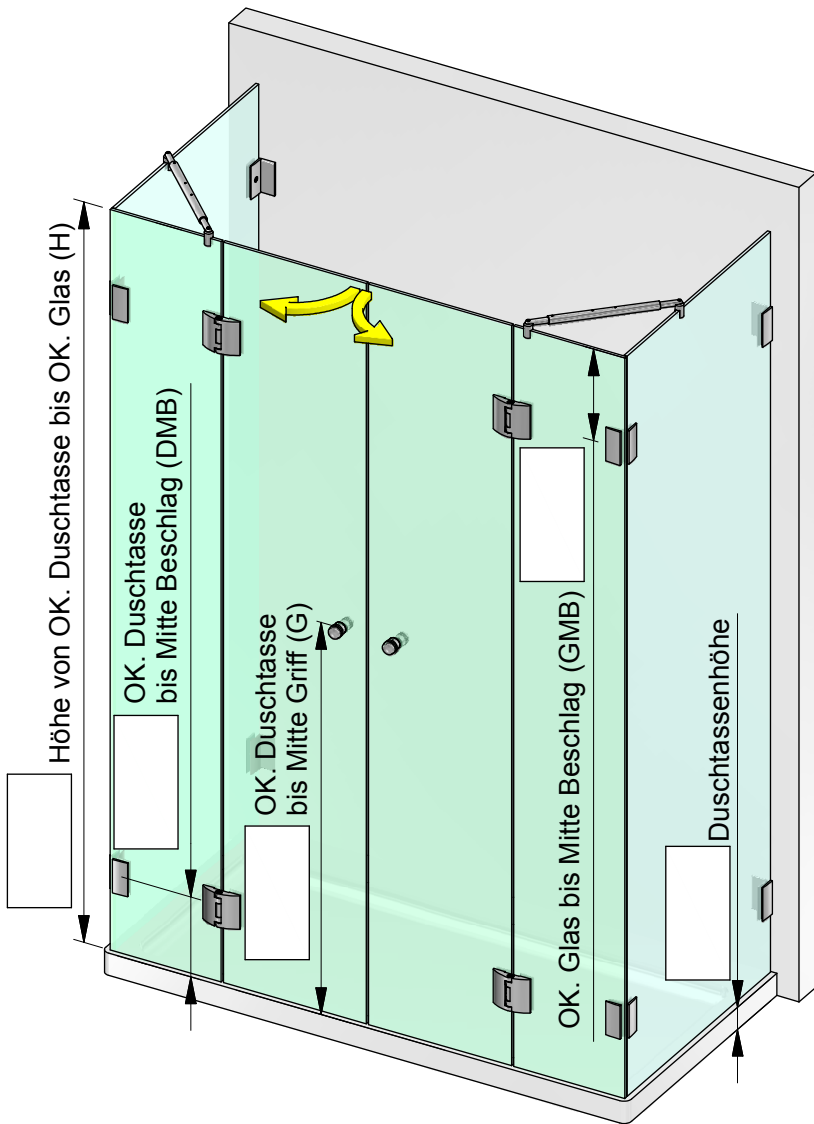 Höhe von OK. Duschtasse bis OK. Glas (H)
OK. Duschtasse
bis Mitte Beschlag (DMB)
OK. Duschtasse
bis Mitte Griff (G)
OK. Glas bis Mitte Beschlag (GMB)
Duschtassenhöhe